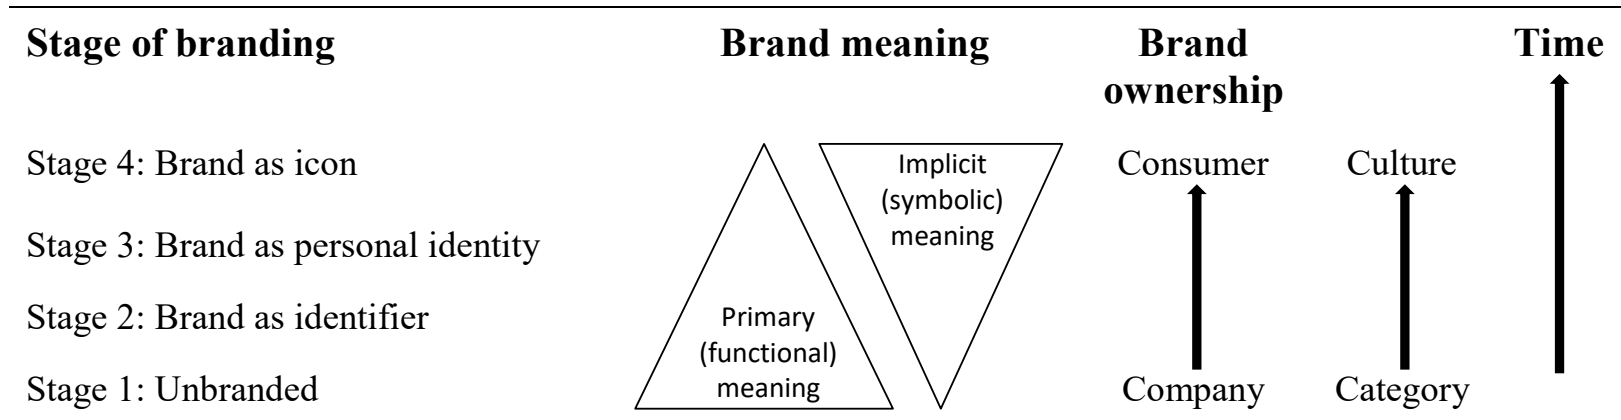 Stage of branding Brand meaning Brand Time
ownership
Stage 4: Brand as icon Implicit Consumer Culture
(symbolic)
meaning
Stage 3: Brand as personal identity
Stage 2: Brand as identifier Primary
(functional)
meaning
Stage 1: Unbranded Company Category